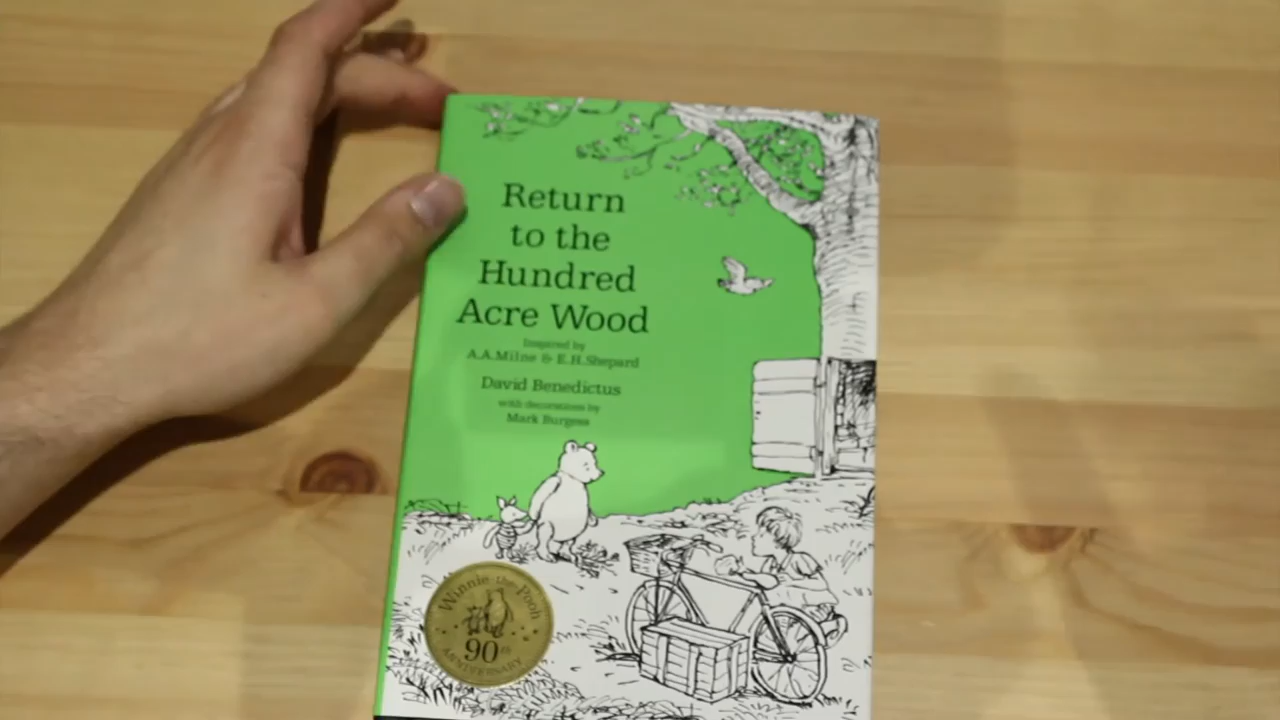 Return
to the
Hundred
Acre Wood
Inspired by
A.A.Milne & E.H.Shepard
David Benedictus
with decorations by
Mark Burgess
Winnie-the-Pooh
90th
ANNIVERSARY